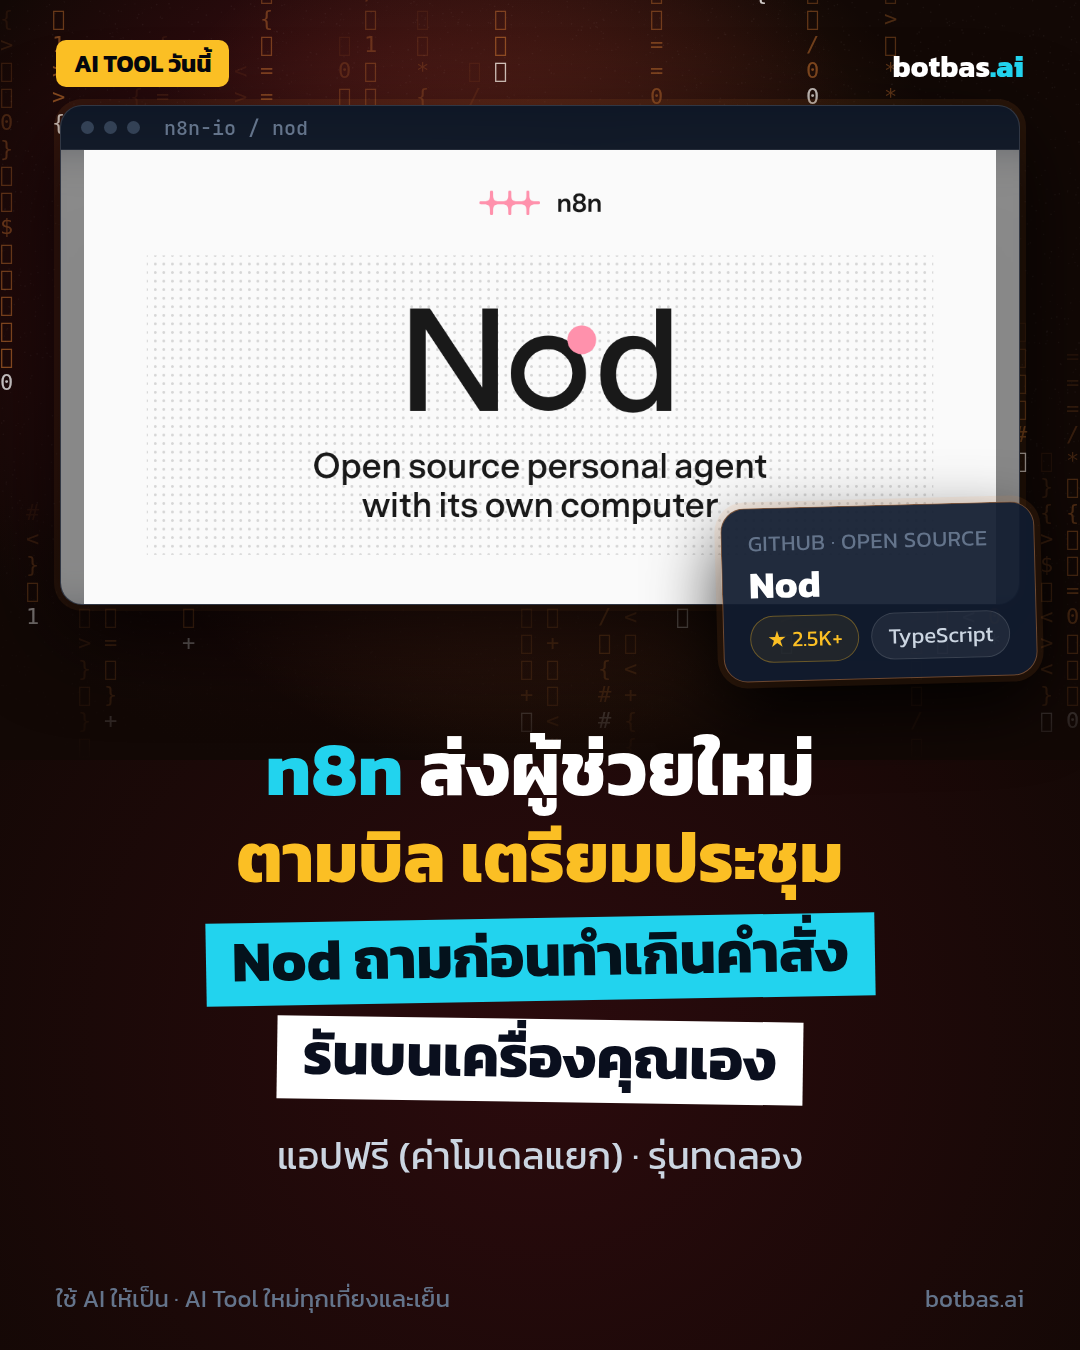 AI TOOL วันนี้
botbas.ai
n8n-io / nod
n8n
Nod
Open source personal agent
with its own computer
GITHUB · OPEN SOURCE
Nod
★ 2.5K+
TypeScript
n8n ส่งผู้ช่วยใหม่
ตามบิล เตรียมประชุม
Nod ถามก่อนทำเกินคำสั่ง
รันบนเครื่องคุณเอง
แอปฟรี (ค่าโมเดลแยก) · รุ่นทดลอง
ใช้ AI ให้เป็น · AI Tool ใหม่ทุกเที่ยงและเย็น
botbas.ai